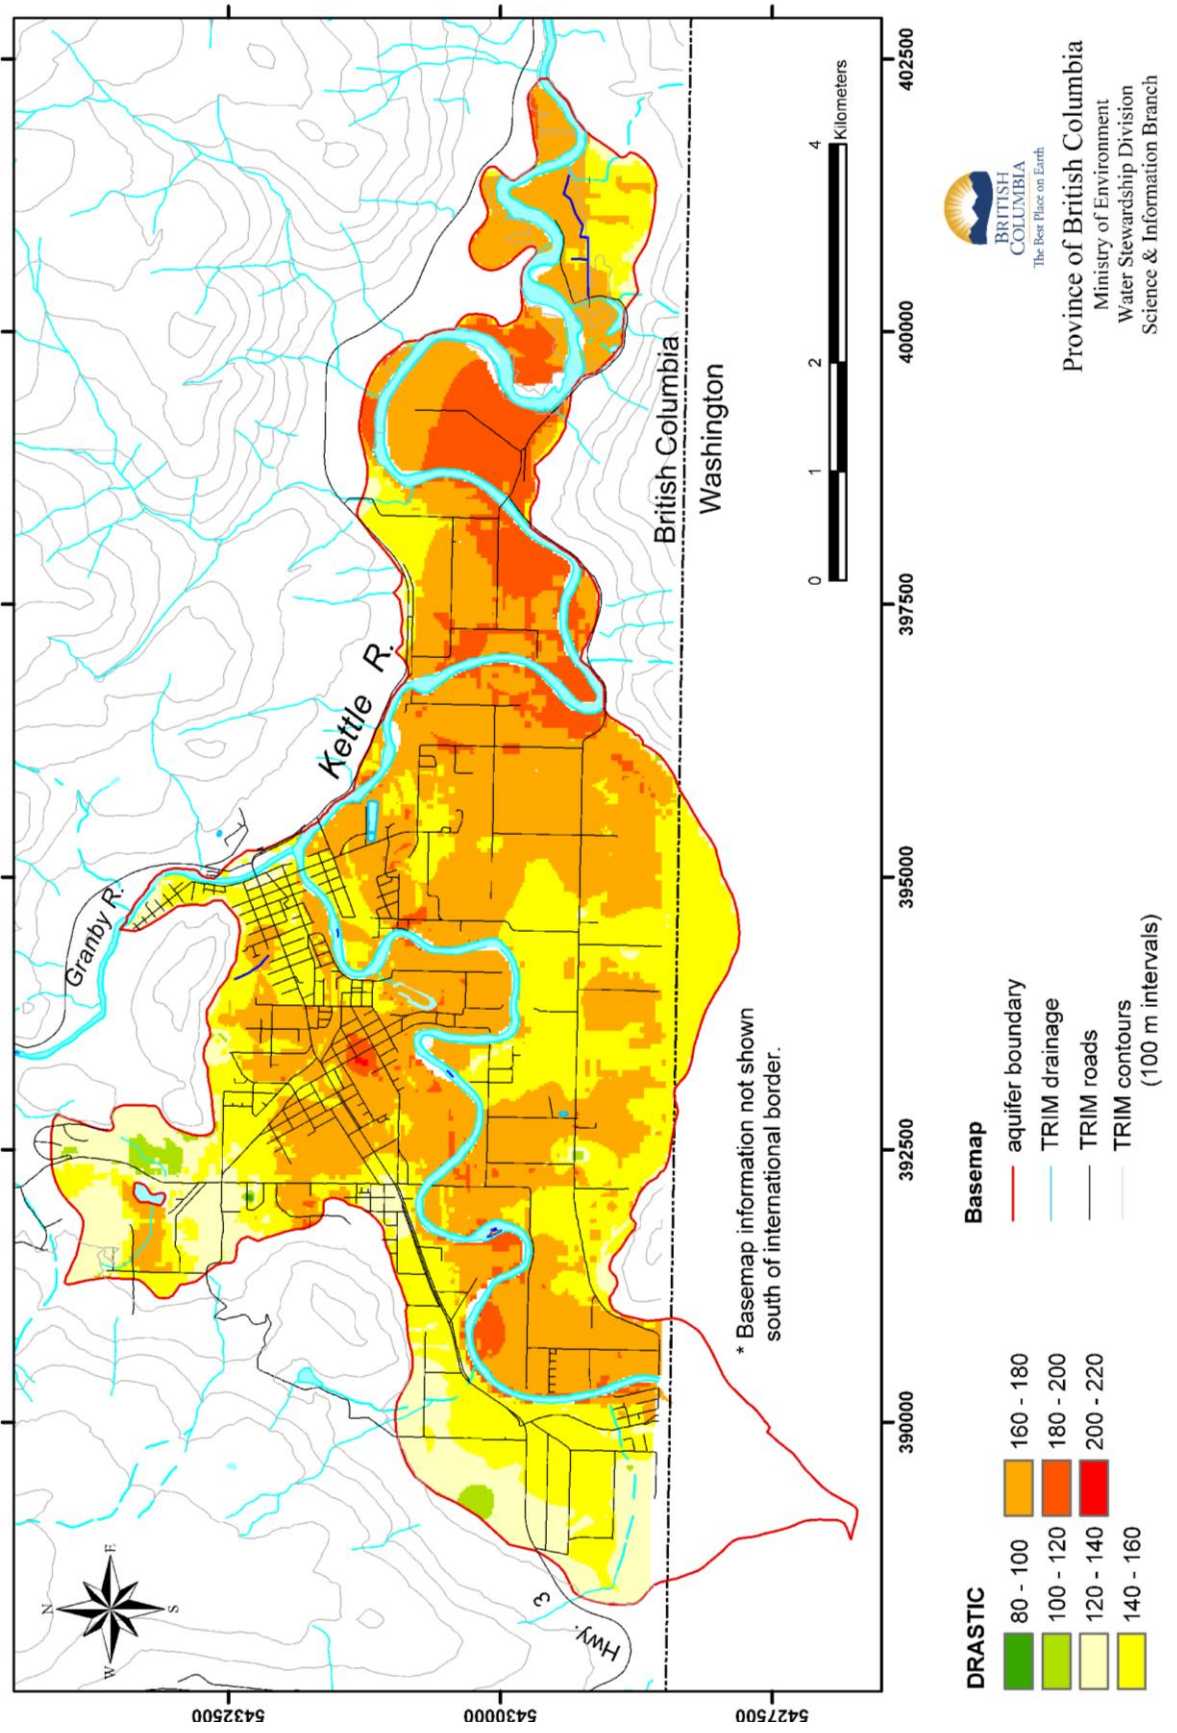 5432500
5430000
5427500
390000
392500
395000
397500
400000
402500
N
E
S
W
Hwy. 3
Granby R.
Kettle R.
British Columbia
Washington
* Basemap information not shown
south of international border.
0 1 2 4
Kilometers
DRASTIC
80 - 100
100 - 120
120 - 140
140 - 160
160 - 180
180 - 200
200 - 220
Basemap
aquifer boundary
TRIM drainage
TRIM roads
TRIM contours
(100 m intervals)
BRITISH
COLUMBIA
The Best Place on Earth
Province of British Columbia
Ministry of Environment
Water Stewardship Division
Science & Information Branch